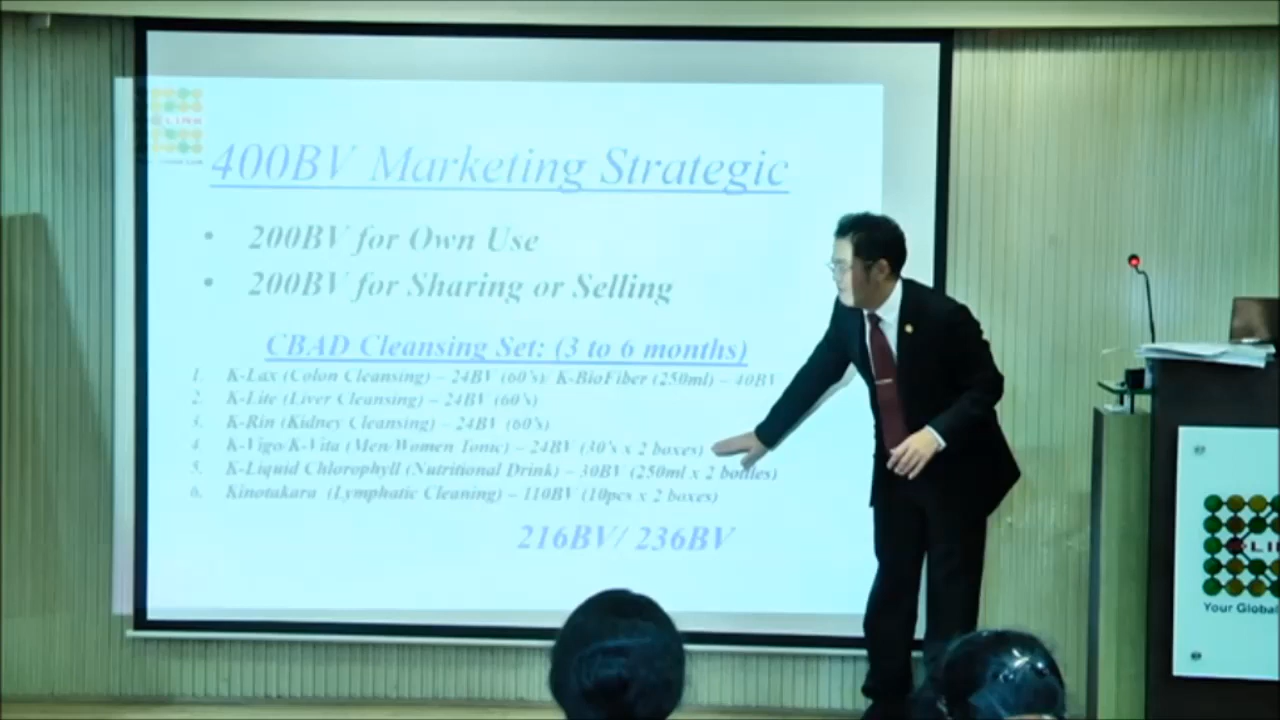 400BV Marketing Strategic
• 200BV for Own Use
• 200BV for Sharing or Selling
CBAD Cleansing Set: (3 to 6 months)
1. K-Lax (Colon Cleansing) – 24BV (60's)/ K-BioFiber (250ml) – 40BV
2. K-Lite (Liver Cleansing) – 24BV (60's)
3. K-Rin (Kidney Cleansing) – 24BV (60's)
4. K-Vigo/K-Vita (Men/Women Tonic) – 24BV (30's x 2 boxes)
5. K-Liquid Chlorophyll (Nutritional Drink) – 30BV (250ml x 2 bottles)
6. Kinotakara (Lymphatic Cleaning) – 110BV (10pcs x 2 boxes)
216BV/ 236BV
Your Global